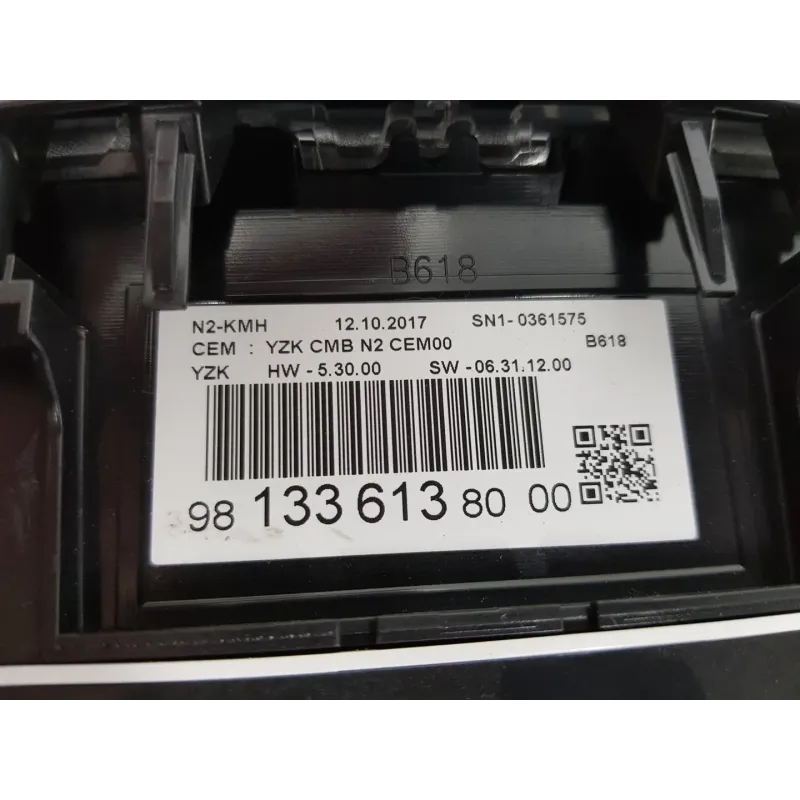 B618
N2-KMH 12.10.2017 SN1-0361575
CEM : YZK CMB N2 CEM00 B618
YZK HW - 5.30.00 SW -06.31.12.00
98 133 613 80 00